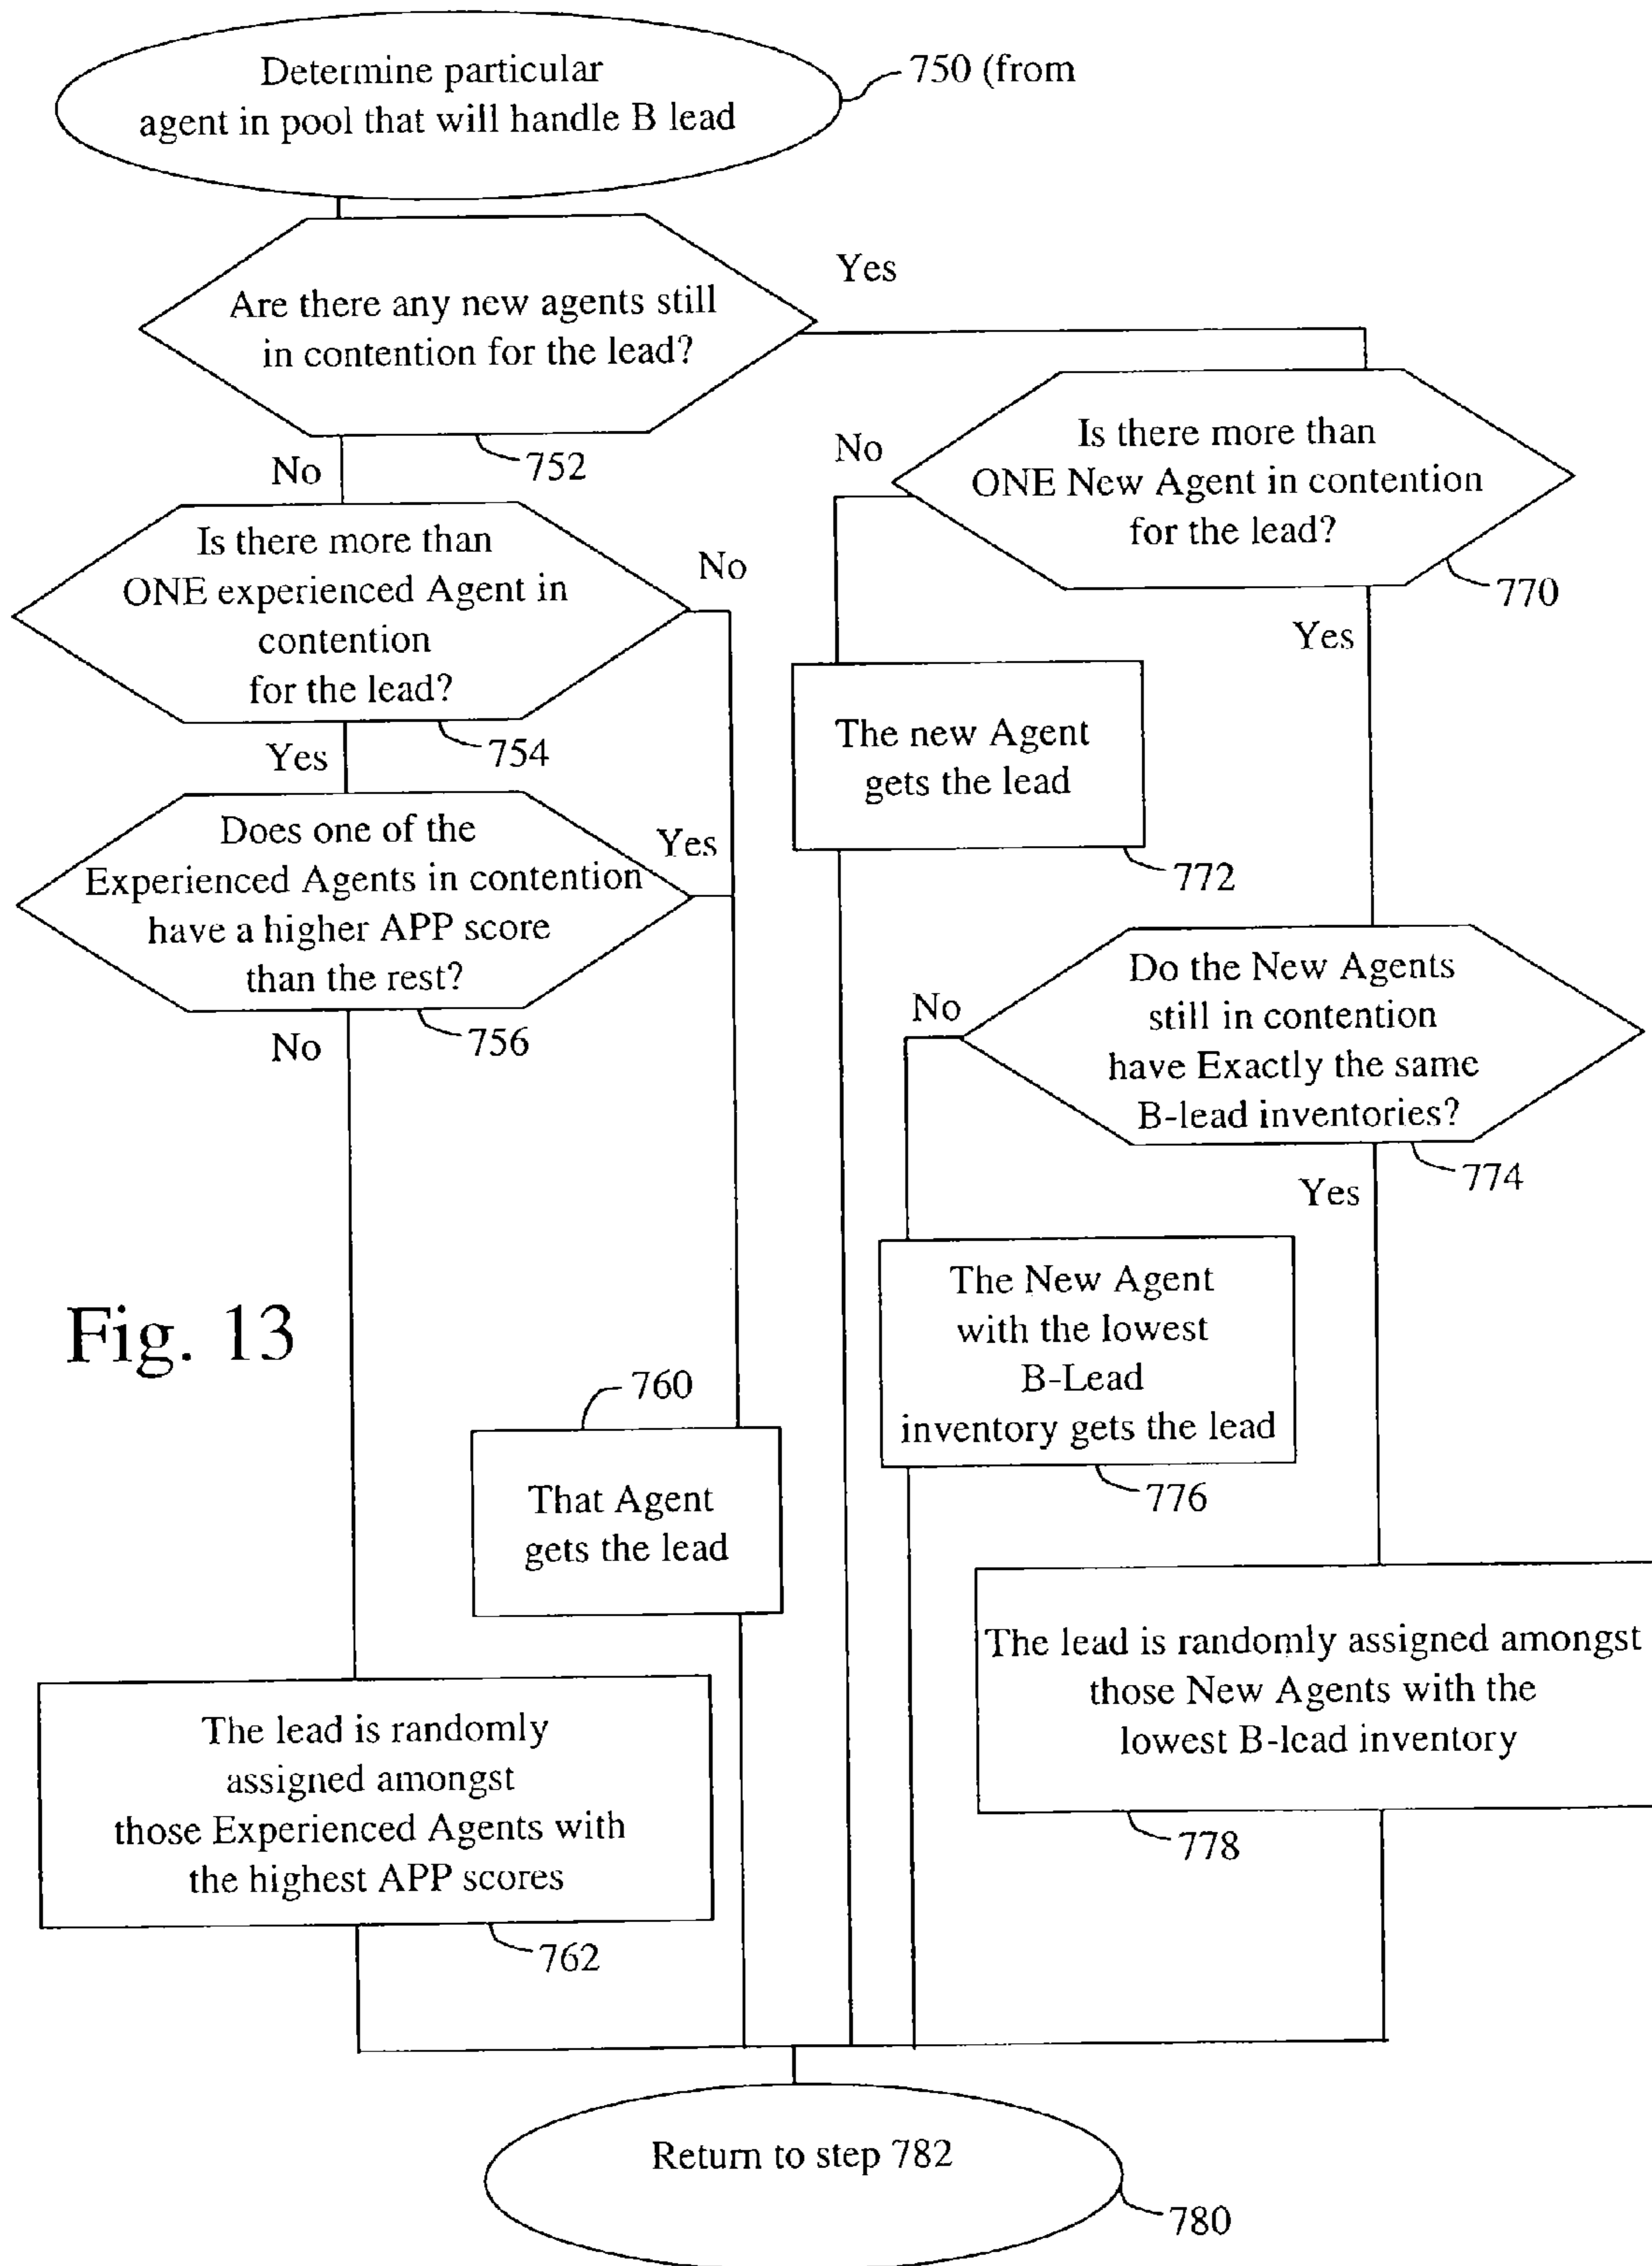 Determine particular
agent in pool that will handle B lead
750 (from
Are there any new agents still
in contention for the lead?
Yes
752
No
Is there more than
ONE New Agent in contention
for the lead?
No
770
Yes
Is there more than
ONE experienced Agent in
contention
for the lead?
No
754
Yes
The new Agent
gets the lead
772
Does one of the
Experienced Agents in contention
have a higher APP score
than the rest?
Yes
756
No
Do the New Agents
still in contention
have Exactly the same
B-lead inventories?
No
774
Yes
The New Agent
with the lowest
B-Lead
inventory gets the lead
776
Fig. 13
760
That Agent
gets the lead
The lead is randomly assigned amongst
those New Agents with the
lowest B-lead inventory
778
The lead is randomly
assigned amongst
those Experienced Agents with
the highest APP scores
762
Return to step 782
780